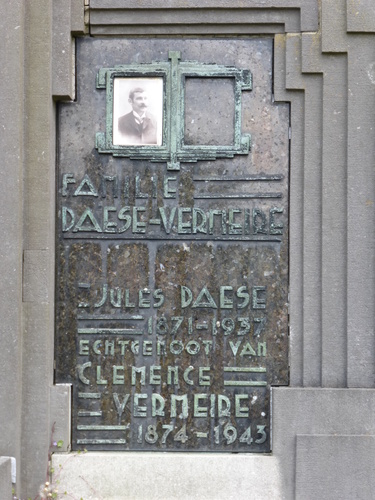 FAMILIE
DAESE-VERMEIRE
JULES DAESE
1871-1937
ECHTGENOOT VAN
CLEMENCE
VERMEIRE
1874-1943